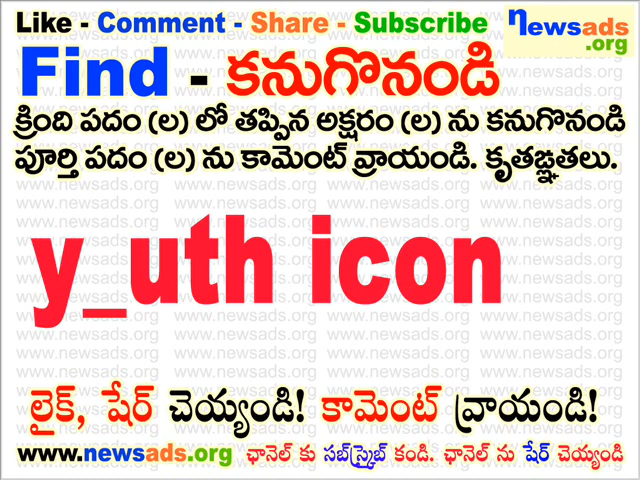 Like - Comment - Share - Subscribe
newsads
.org
Find - కనుగొనండి
క్రింది పదం (ల) లో తప్పిన అక్షరం (ల) ను కనుగొనండి
పూర్తి పదం (ల) ను కామెంట్ వ్రాయండి. కృతజ్ఞతలు.
y_uth icon
లైక్, షేర్ చెయ్యండి! కామెంట్ వ్రాయండి!
www.newsads.org ఛానెల్ కు సబ్‌స్క్రైబ్ కండి. ఛానెల్ ను షేర్ చెయ్యండి